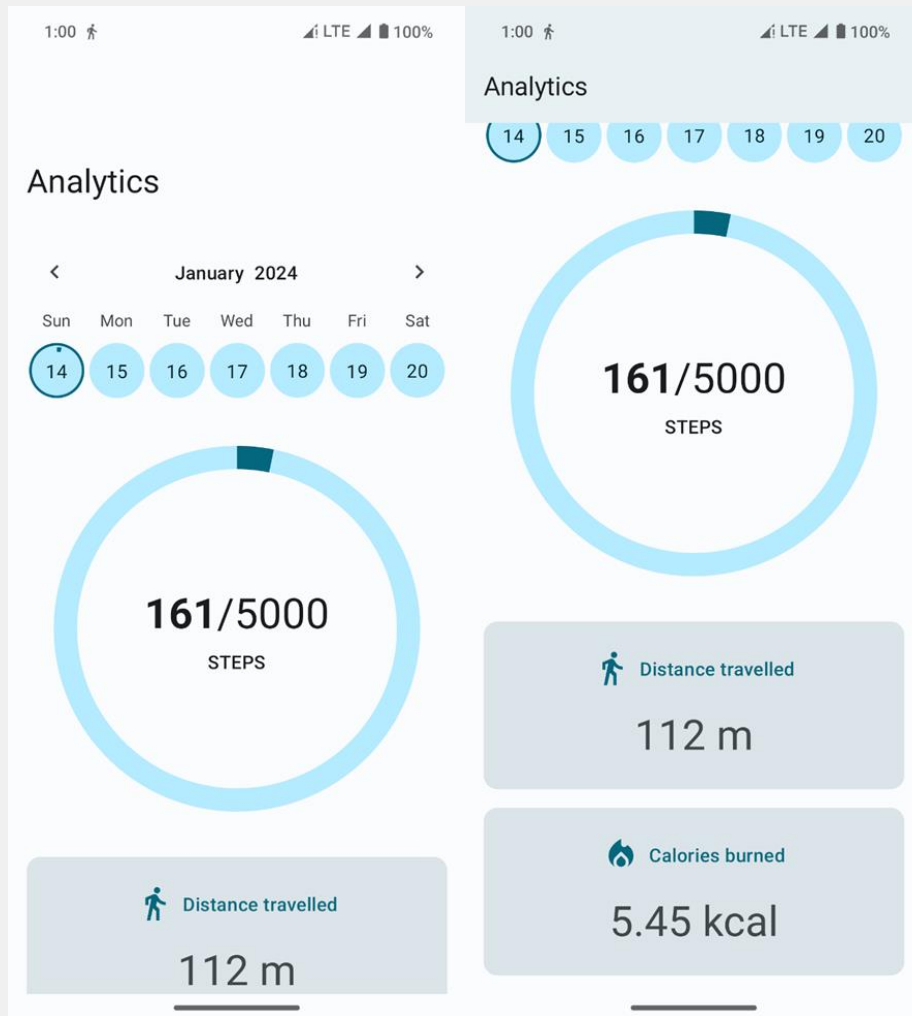 1:00 LTE 100%
Analytics
January 2024
Sun Mon Tue Wed Thu Fri Sat
14 15 16 17 18 19 20
161/5000
STEPS
Distance travelled
112 m
1:00 LTE 100%
Analytics
14 15 16 17 18 19 20
161/5000
STEPS
Distance travelled
112 m
Calories burned
5.45 kcal